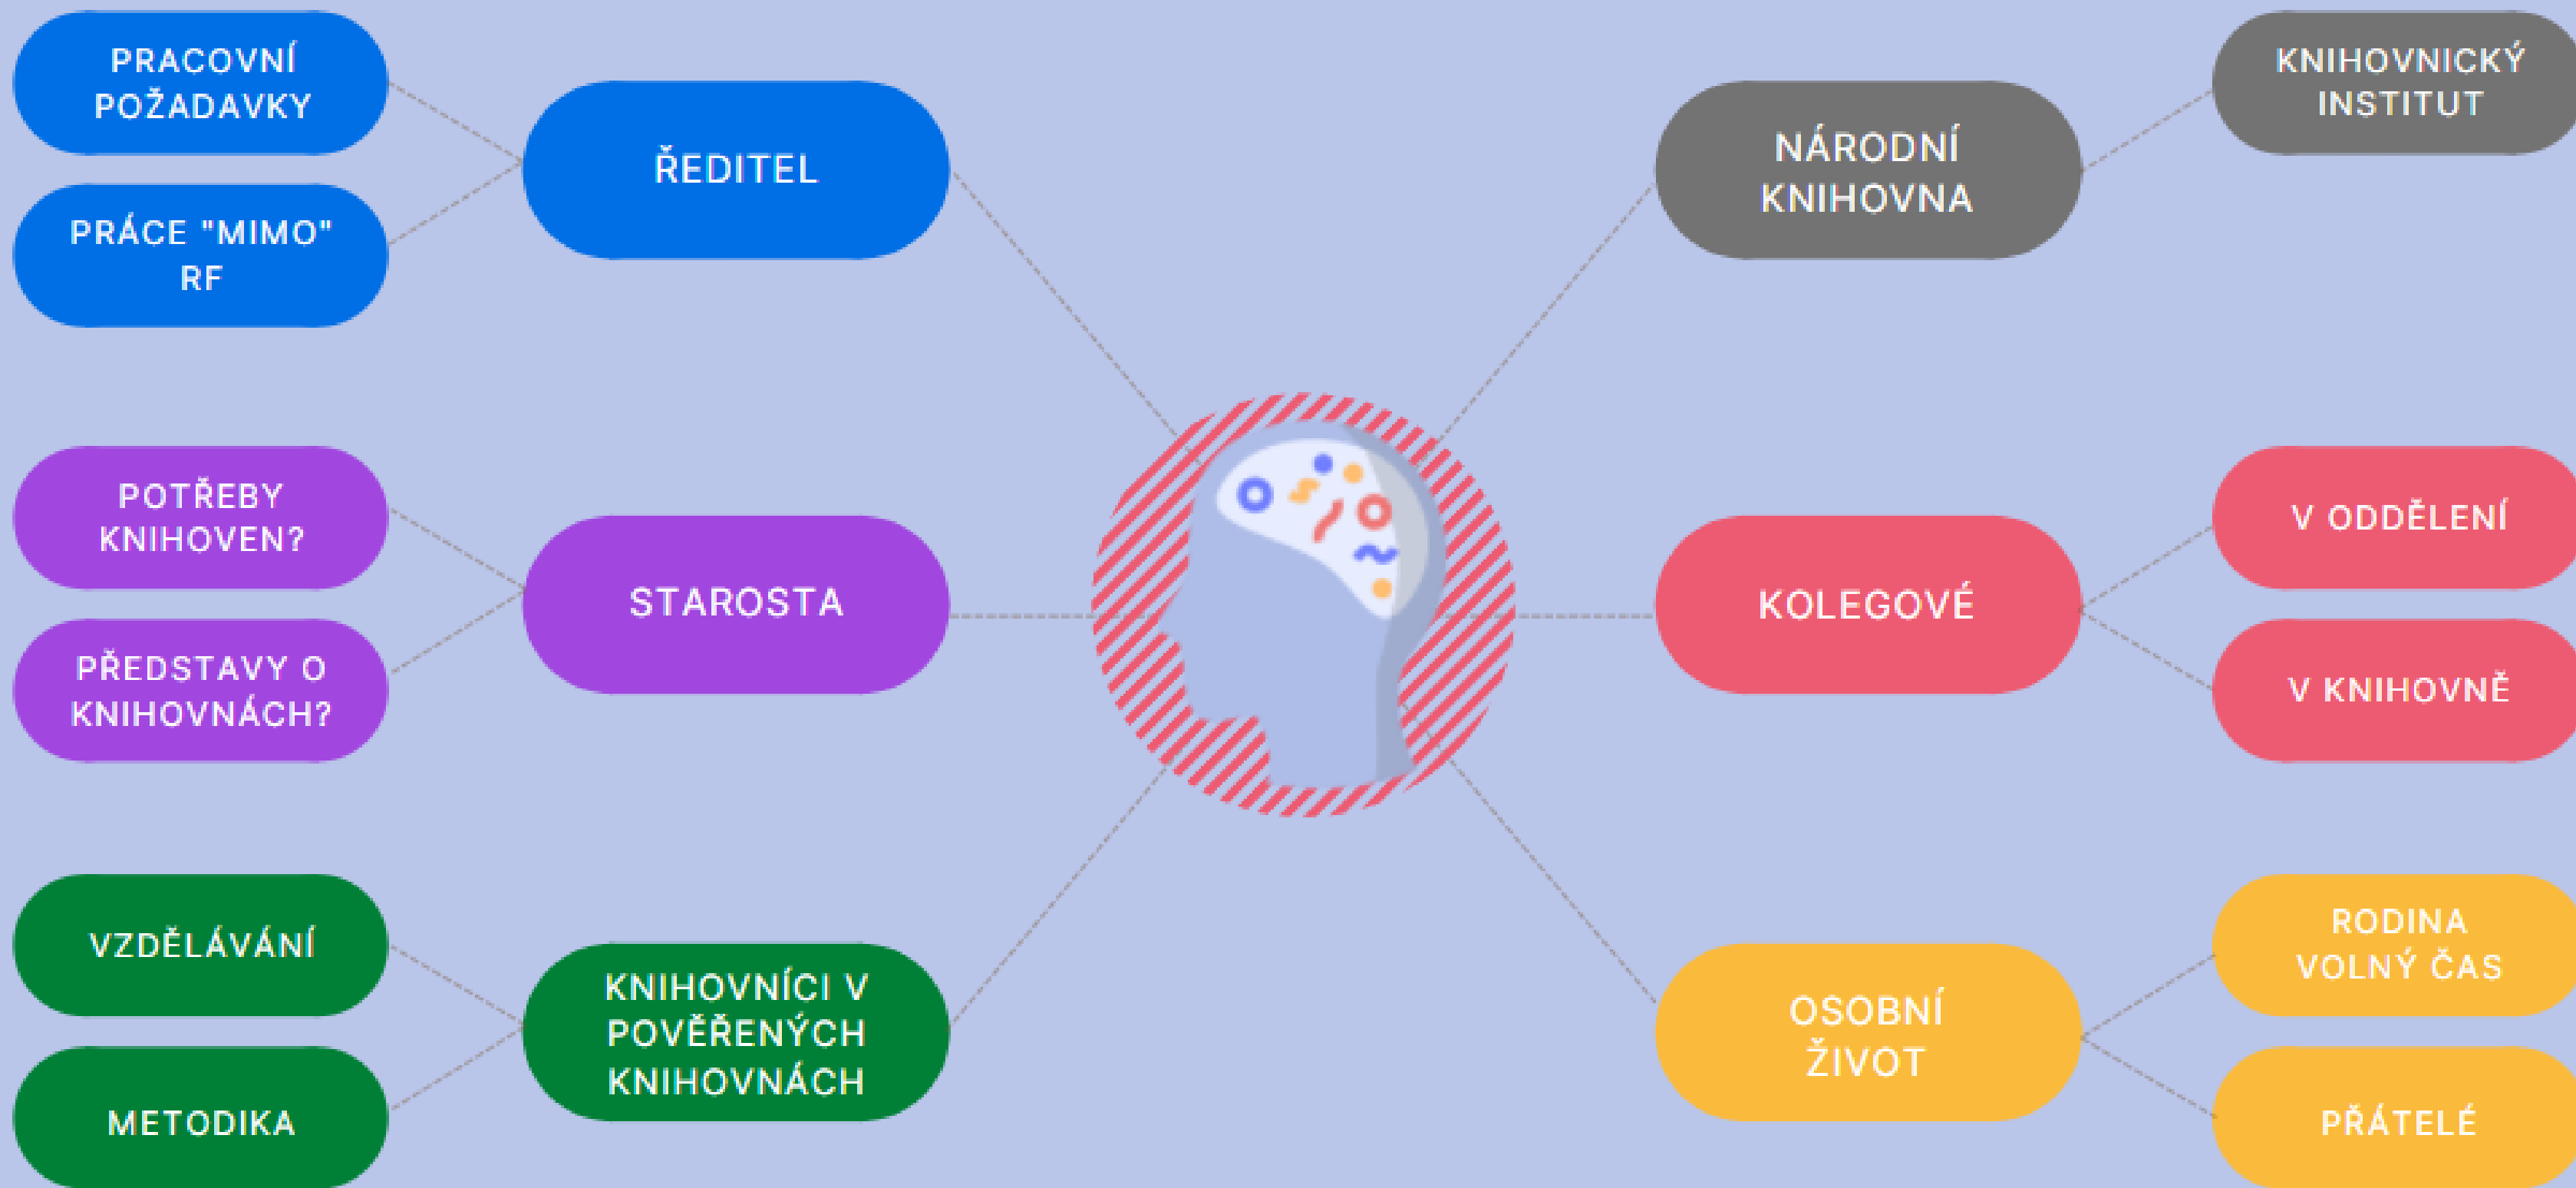 PRACOVNÍ
POŽADAVKY
PRÁCE "MIMO"
RF
ŘEDITEL
POTŘEBY
KNIHOVEN?
PŘEDSTAVY O
KNIHOVNÁCH?
STAROSTA
VZDĚLÁVÁNÍ
METODIKA
KNIHOVNÍCI V
POVĚŘENÝCH
KNIHOVNÁCH
NÁRODNÍ
KNIHOVNA
KNIHOVNICKÝ
INSTITUT
KOLEGOVÉ
V ODDĚLENÍ
V KNIHOVNĚ
OSOBNÍ
ŽIVOT
RODINA
VOLNÝ ČAS
PŘÁTELÉ